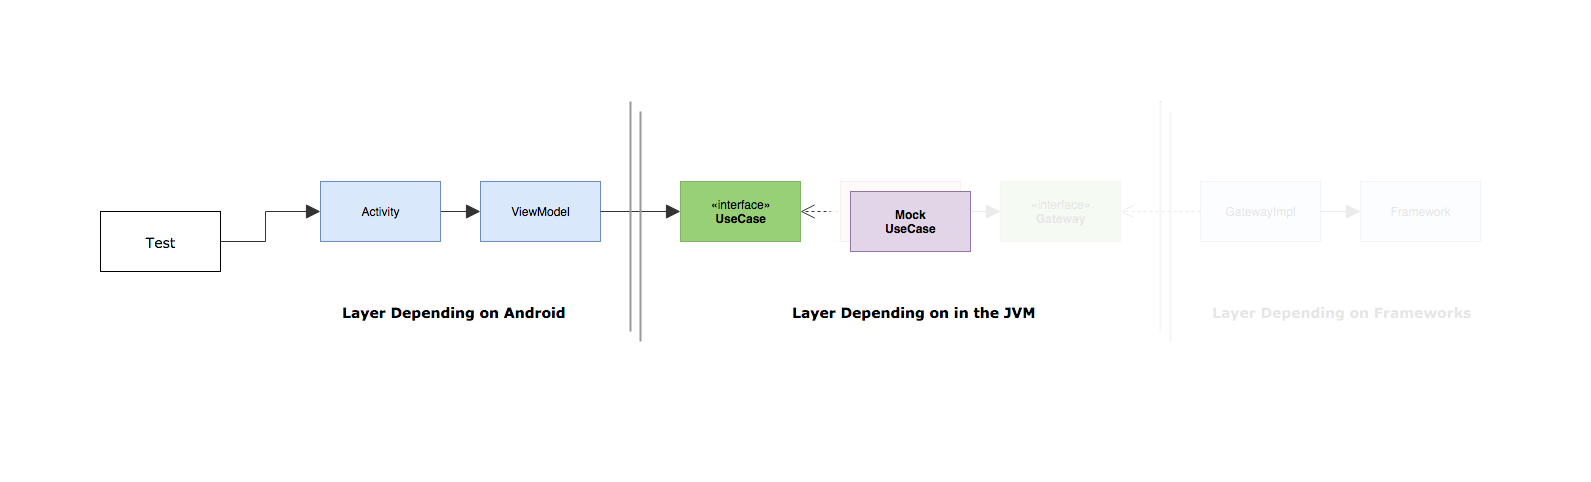 Test
Activity
ViewModel
«interface»
UseCase
Mock
UseCase
«interface»
Gateway
GatewayImpl
Framework
Layer Depending on Android
Layer Depending on in the JVM
Layer Depending on Frameworks